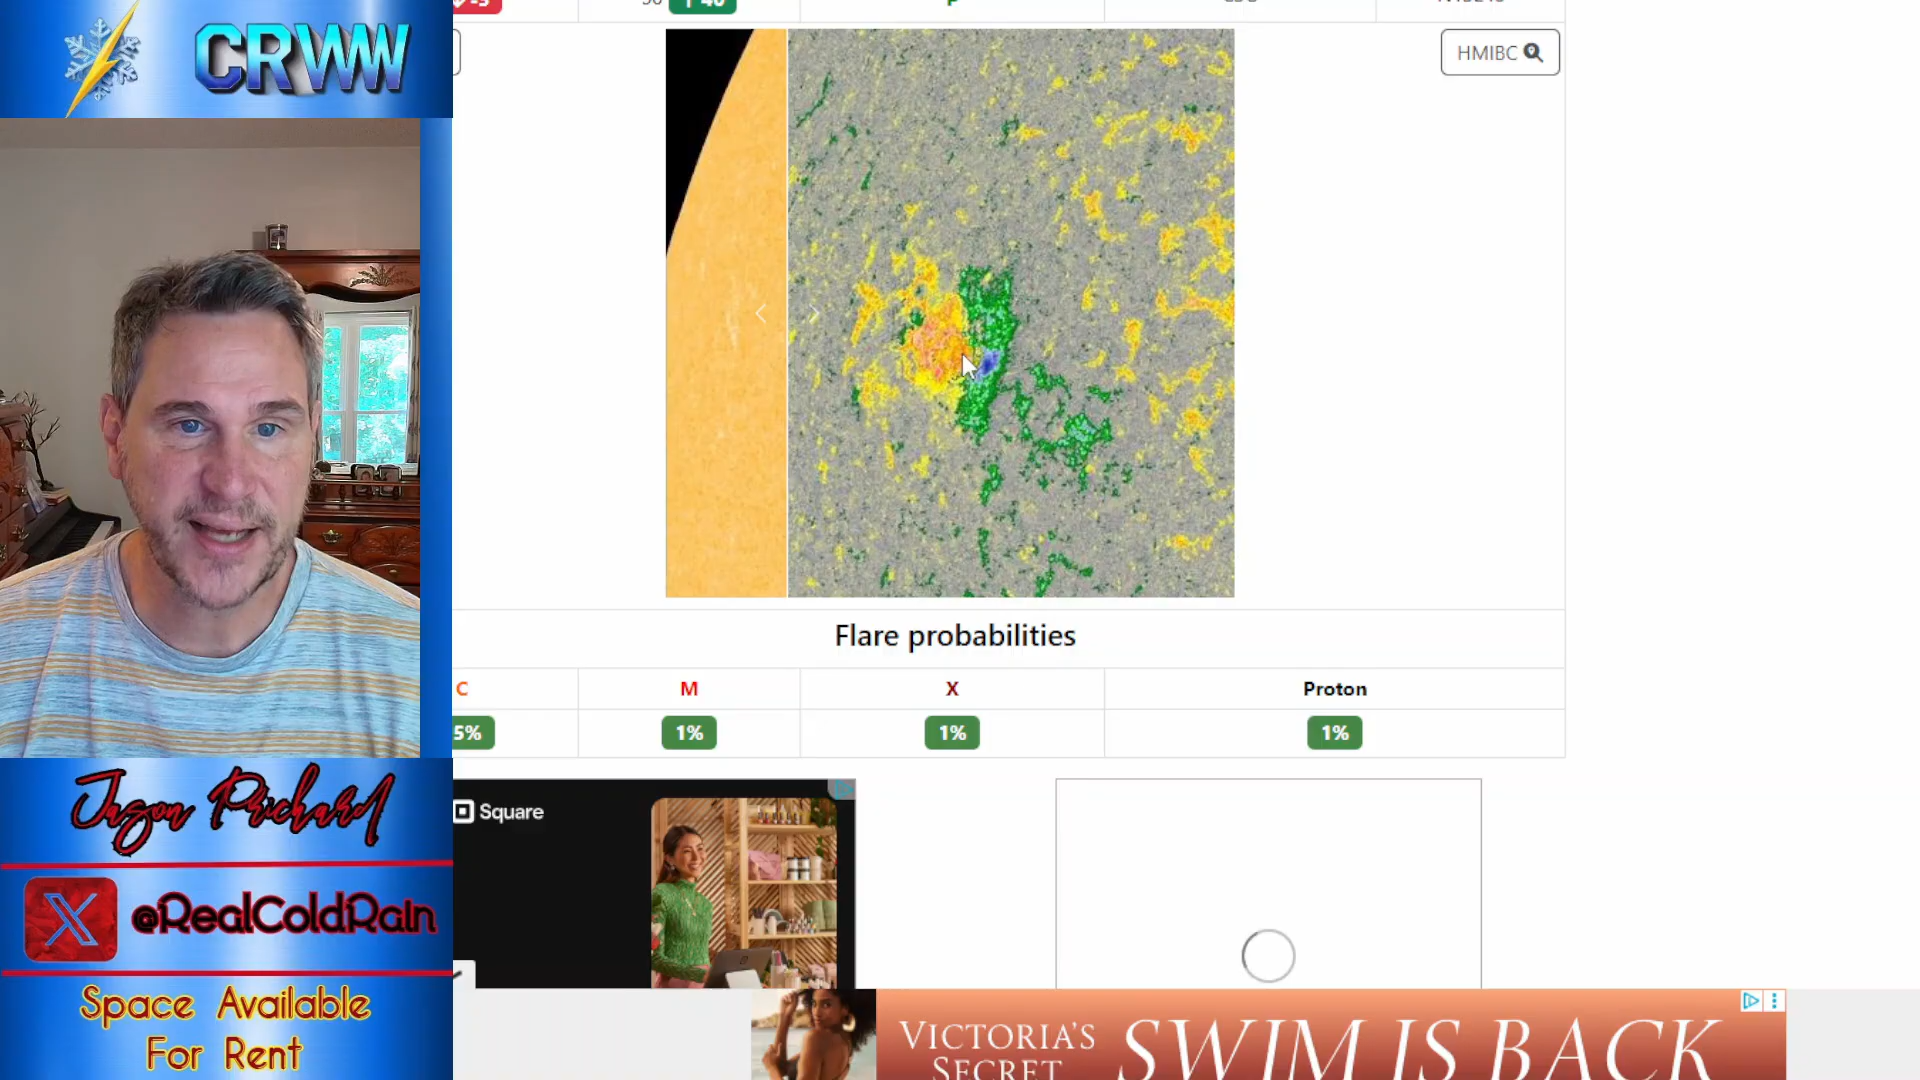 CRWW
HMIBC
Flare probabilities
C
M
X
Proton
5%
1%
1%
1%
Jason Prichard
X
@RealColdRain
Space Available
For Rent
Square
VICTORIA'S
SECRET
SWIM IS BACK